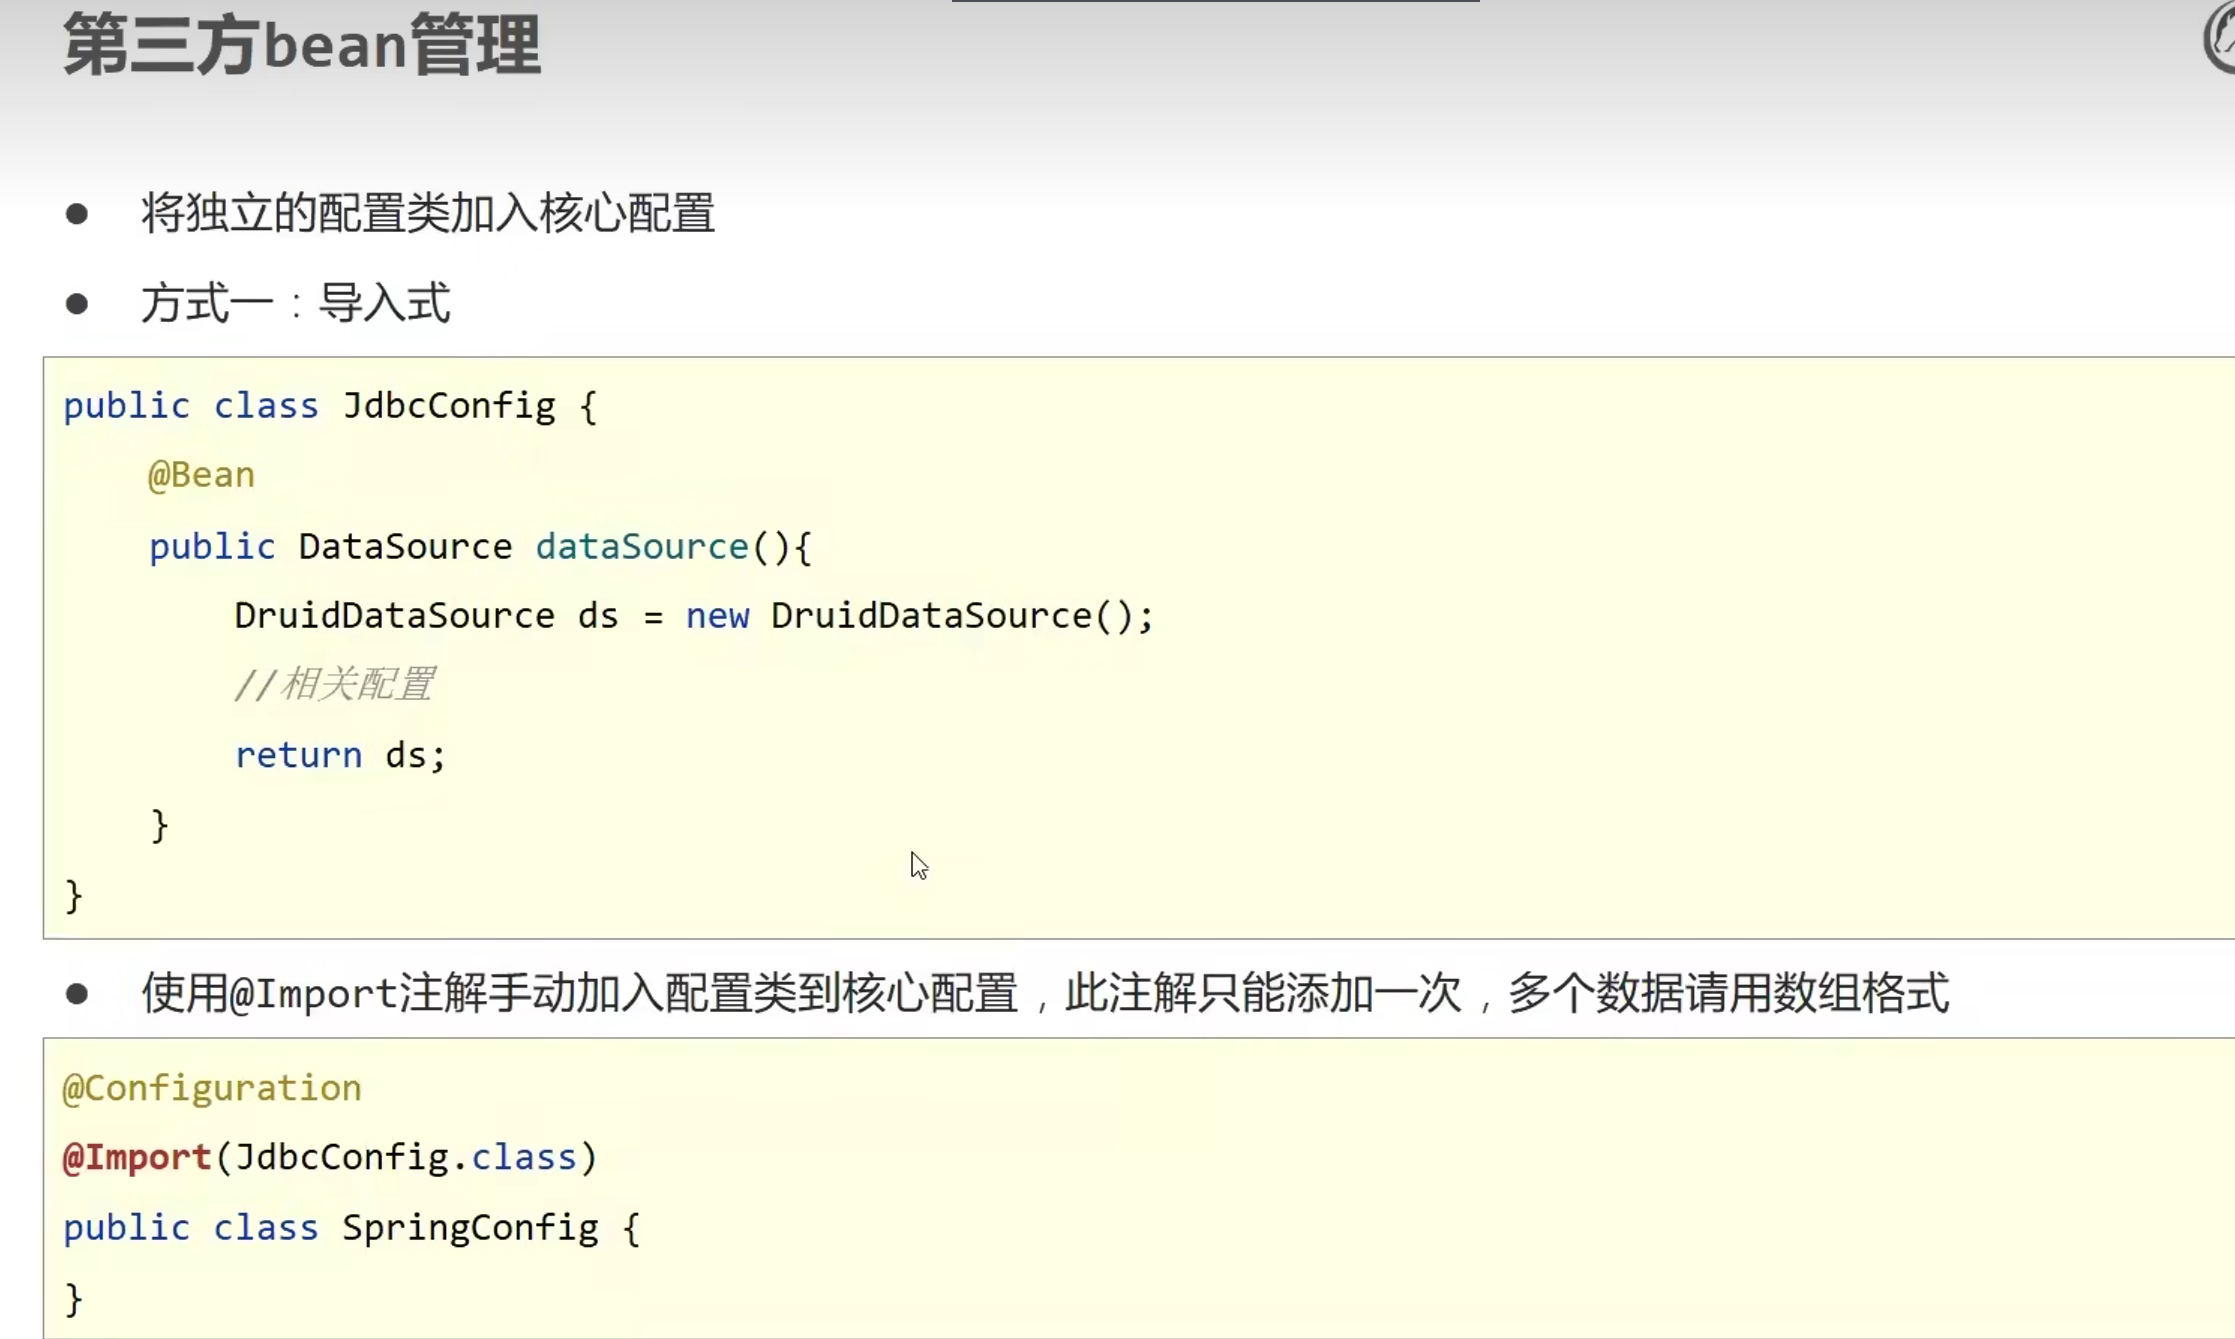 第三方bean管理
● 将独立的配置类加入核心配置
● 方式一：导入式
public class JdbcConfig {
    @Bean
    public DataSource dataSource(){
        DruidDataSource ds = new DruidDataSource();
        //相关配置
        return ds;
    }
}
● 使用@Import注解手动加入配置类到核心配置，此注解只能添加一次，多个数据请用数组格式
@Configuration
@Import(JdbcConfig.class)
public class SpringConfig {
}